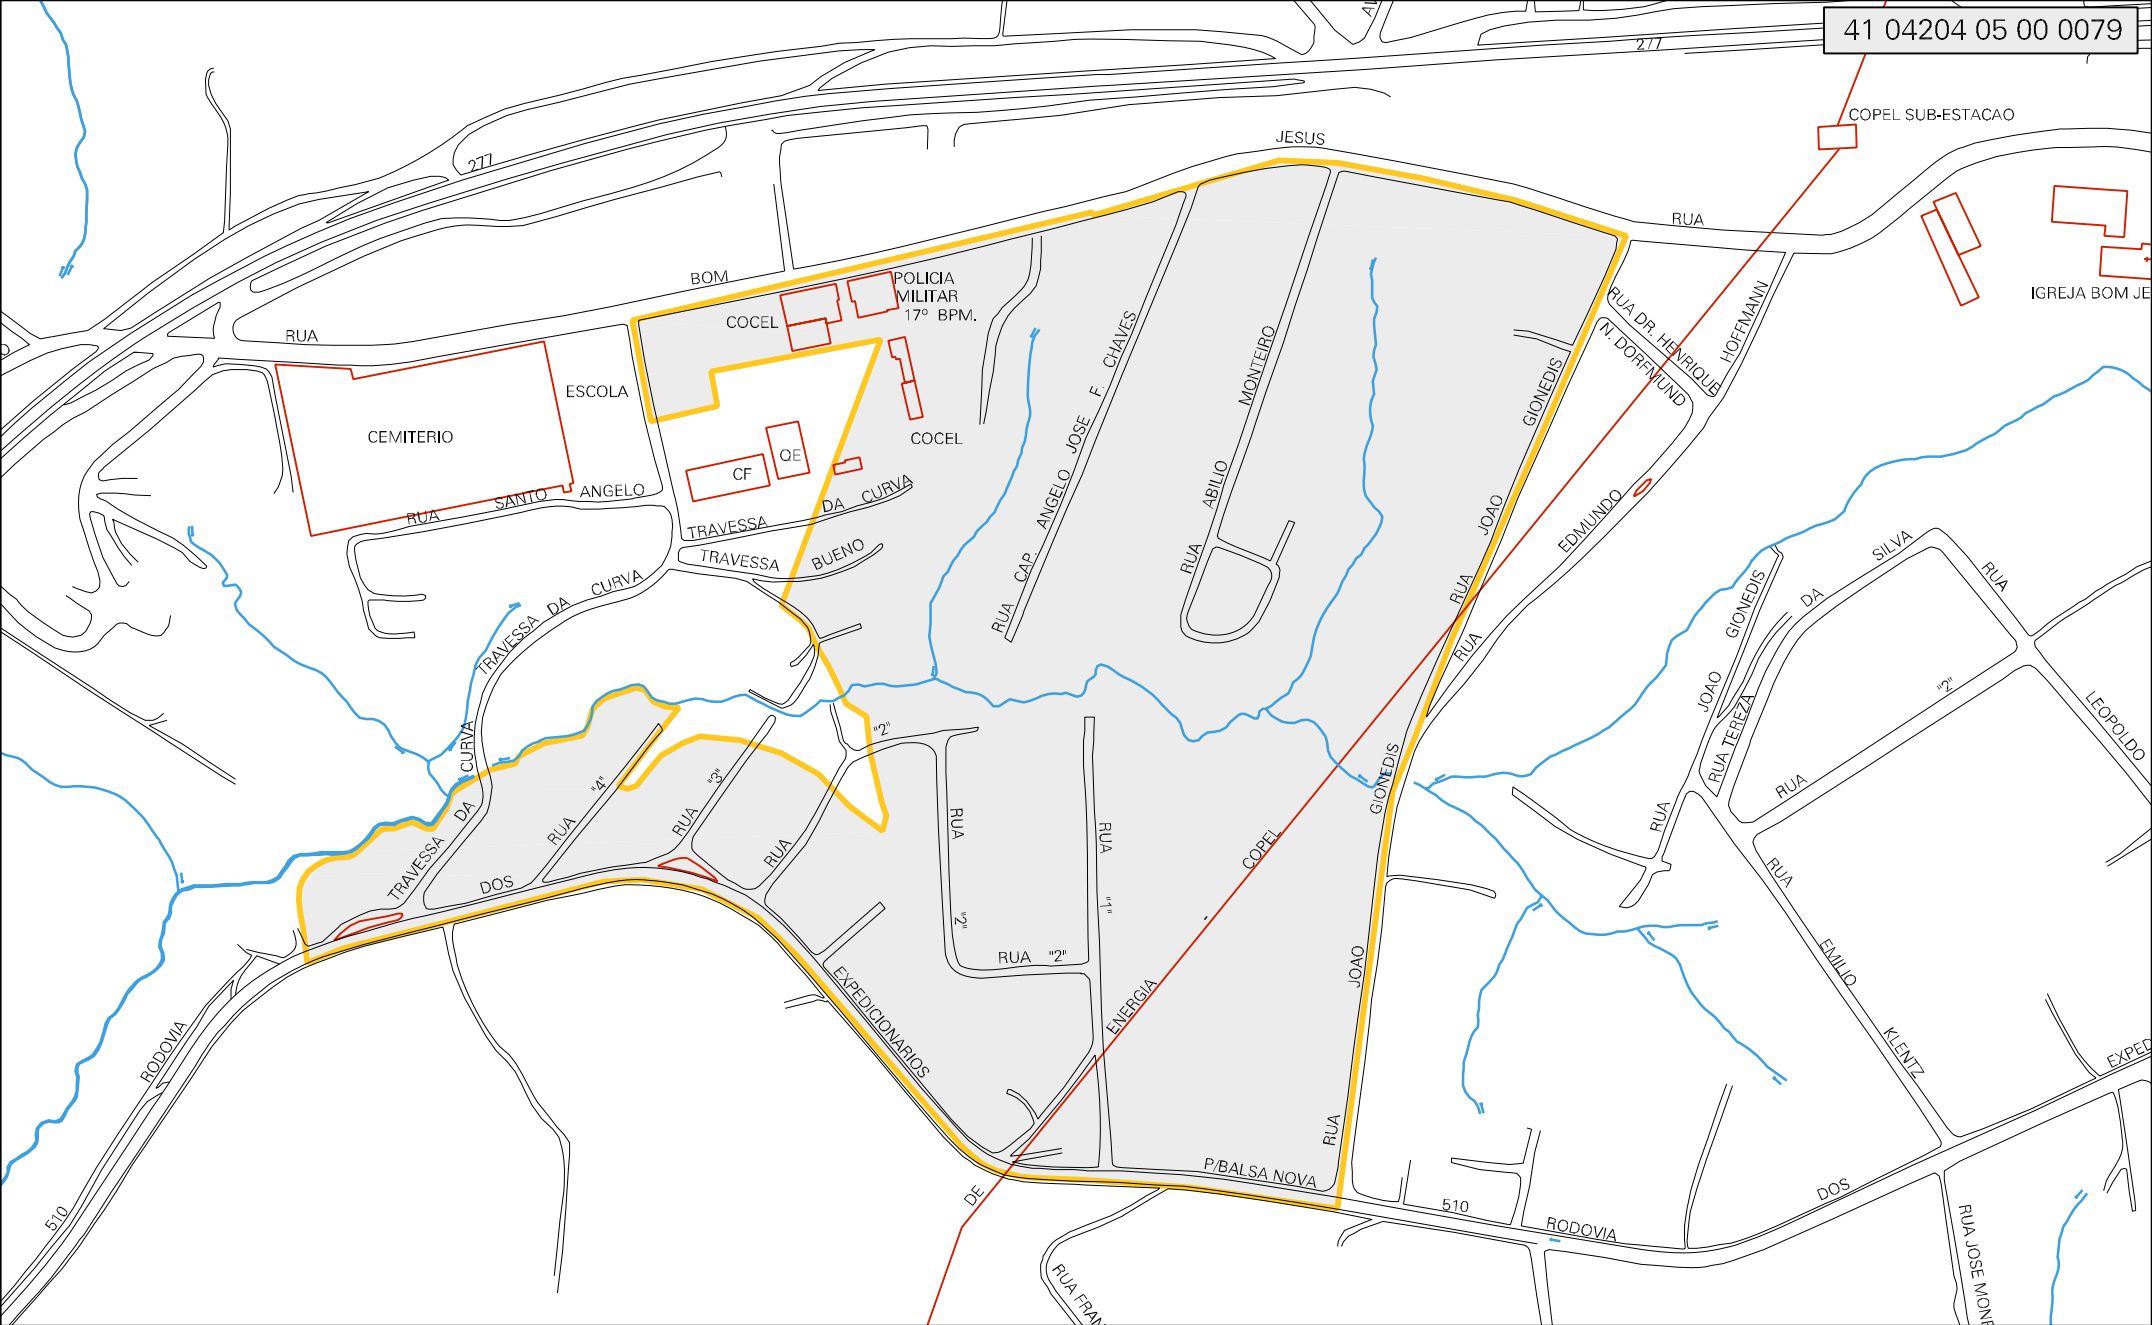 41 04204 05 00 0079
277
COPEL SUB-ESTACAO
JESUS
277
RUA
BOM
POLICIA
MILITAR
17º BPM.
COCEL
IGREJA BOM JE
RUA
RUA DR. HENRIQUE
N. DORFMUND
HOFFMANN
ESCOLA
CEMITERIO
COCEL
QE
CF
RUA SANTO ANGELO
TRAVESSA DA CURVA
TRAVESSA BUENO
TRAVESSA DA CURVA
RUA CAP. ANGELO JOSE F. CHAVES
RUA ABILIO MONTEIRO
RUA JOAO GIONEDIS
RUA EDMUNDO
RUA JOAO GIONEDIS
RUA TEREZA DA SILVA
RUA LEOPOLDO
RUA "2"
CURVA
TRAVESSA DA
RUA "4"
RUA "3"
RUA "2"
RUA "2"
RUA "1"
RUA "2"
DOS
EXPEDICIONARIOS
DE ENERGIA COPEL
RUA JOAO GIONEDIS
RUA EMILIO KLENTZ
RODOVIA
510
P/BALSA NOVA
510
RODOVIA
DOS
EXPED
RUA FRAN
RUA JOSE MON